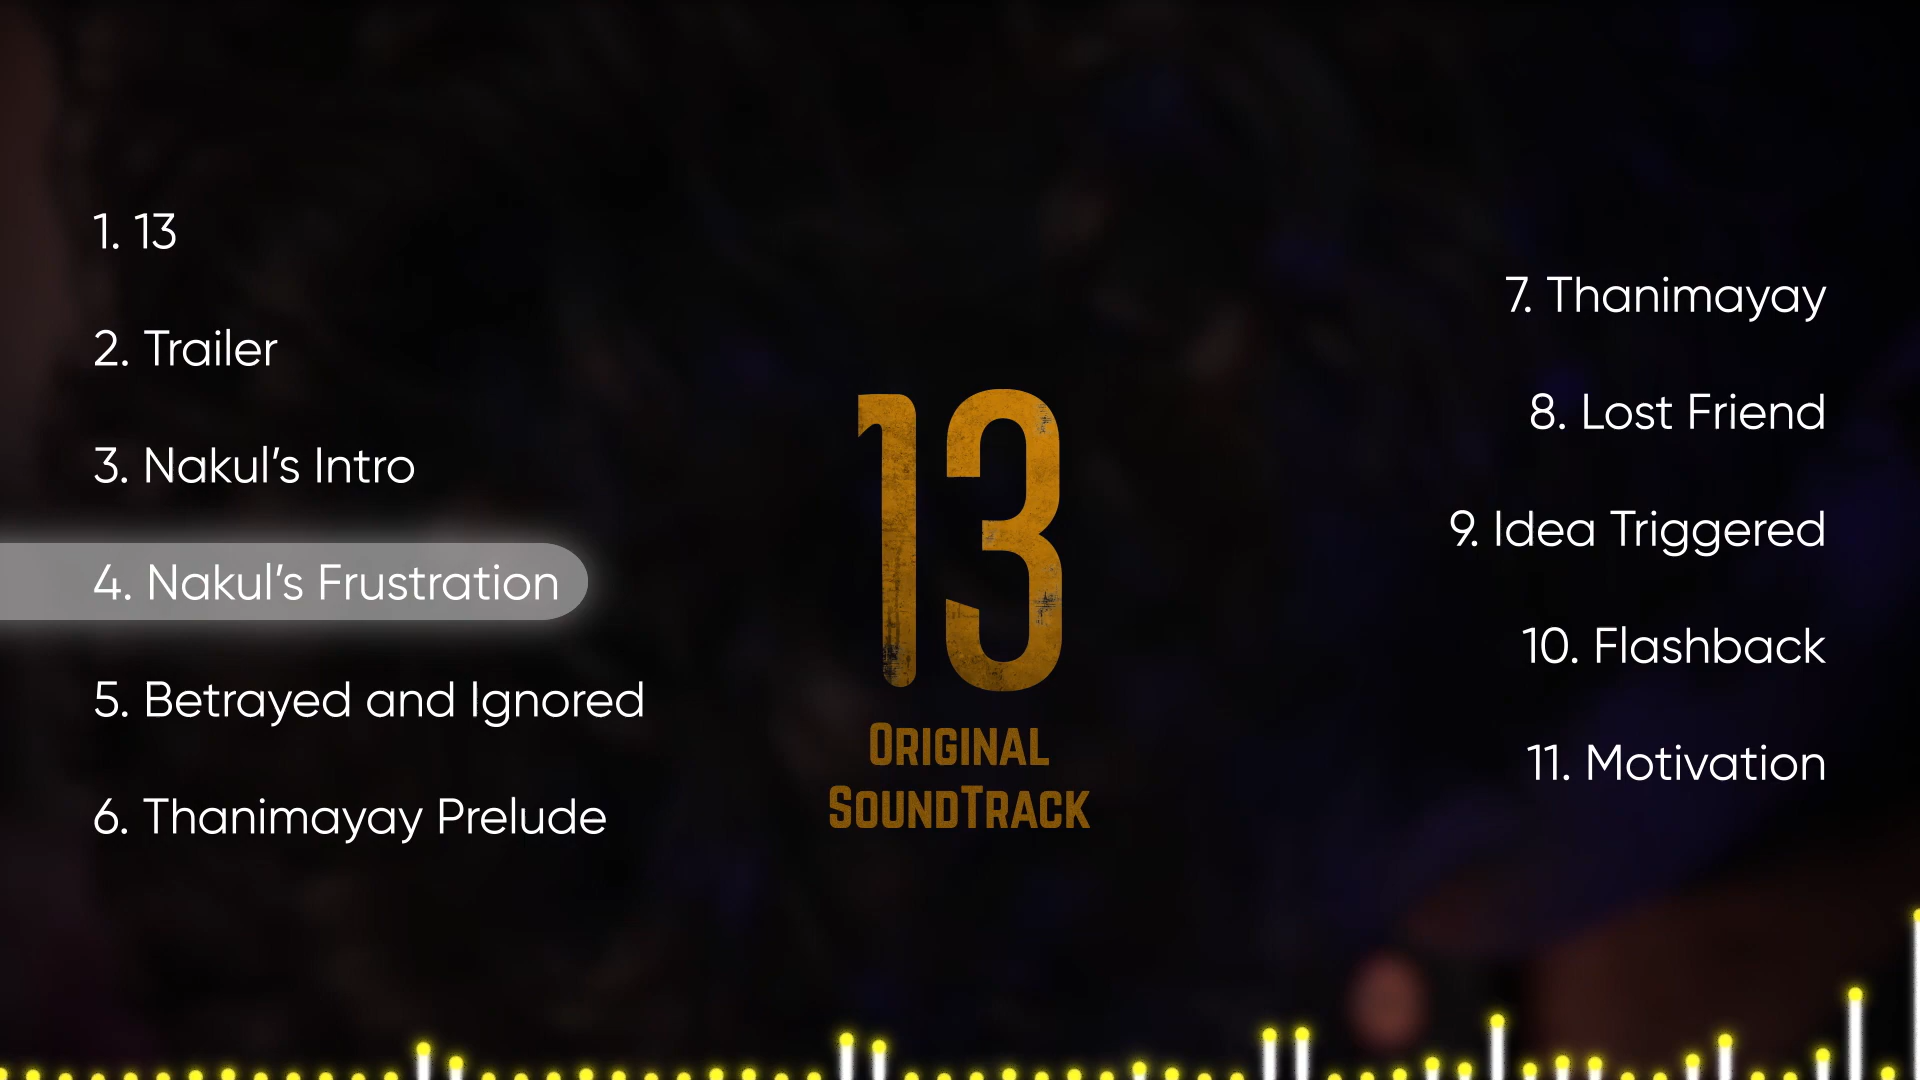 1. 13
2. Trailer
3. Nakul’s Intro
4. Nakul’s Frustration
5. Betrayed and Ignored
6. Thanimayay Prelude
13
Original
SoundTrack
7. Thanimayay
8. Lost Friend
9. Idea Triggered
10. Flashback
11. Motivation